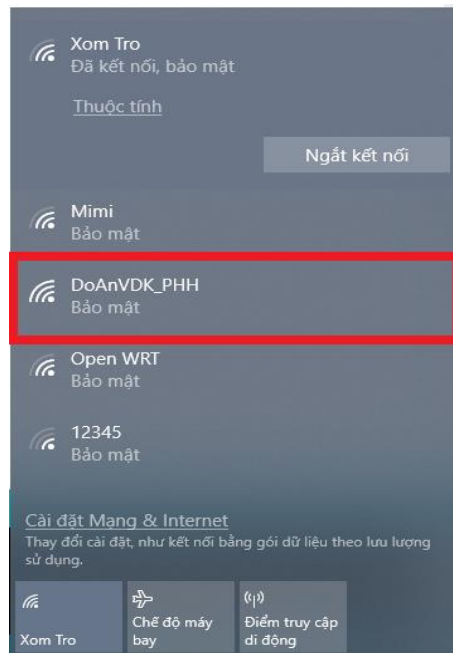 Xom Tro
Đã kết nối, bảo mật
Thuộc tính
Ngắt kết nối
Mimi
Bảo mật
DoAnVDK_PHH
Bảo mật
Open WRT
Bảo mật
12345
Bảo mật
Cài đặt Mạng & Internet
Thay đổi cài đặt, như kết nối bằng gói dữ liệu theo lưu lượng
sử dụng.
Xom Tro
Chế độ máy
bay
Điểm truy cập
di động